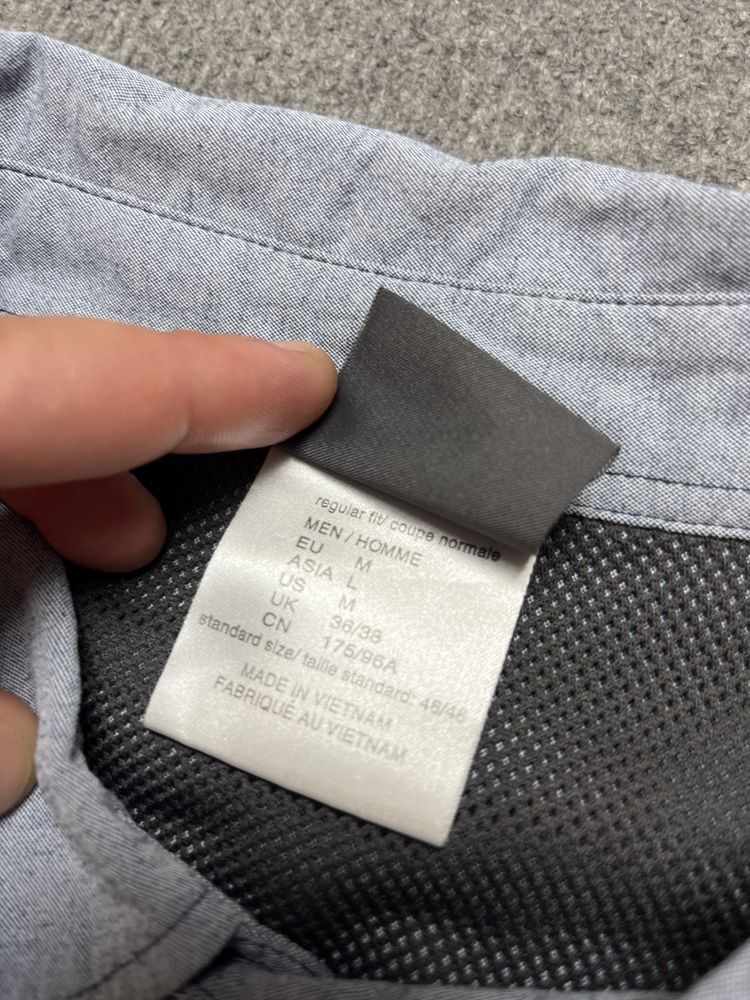 regular fit/ coupe normale
MEN / HOMME
EU M
ASIA L
US M
UK 36/38
CN 175/96A
standard size/ taille standard: 46/48
MADE IN VIETNAM
FABRIQUÉ AU VIETNAM